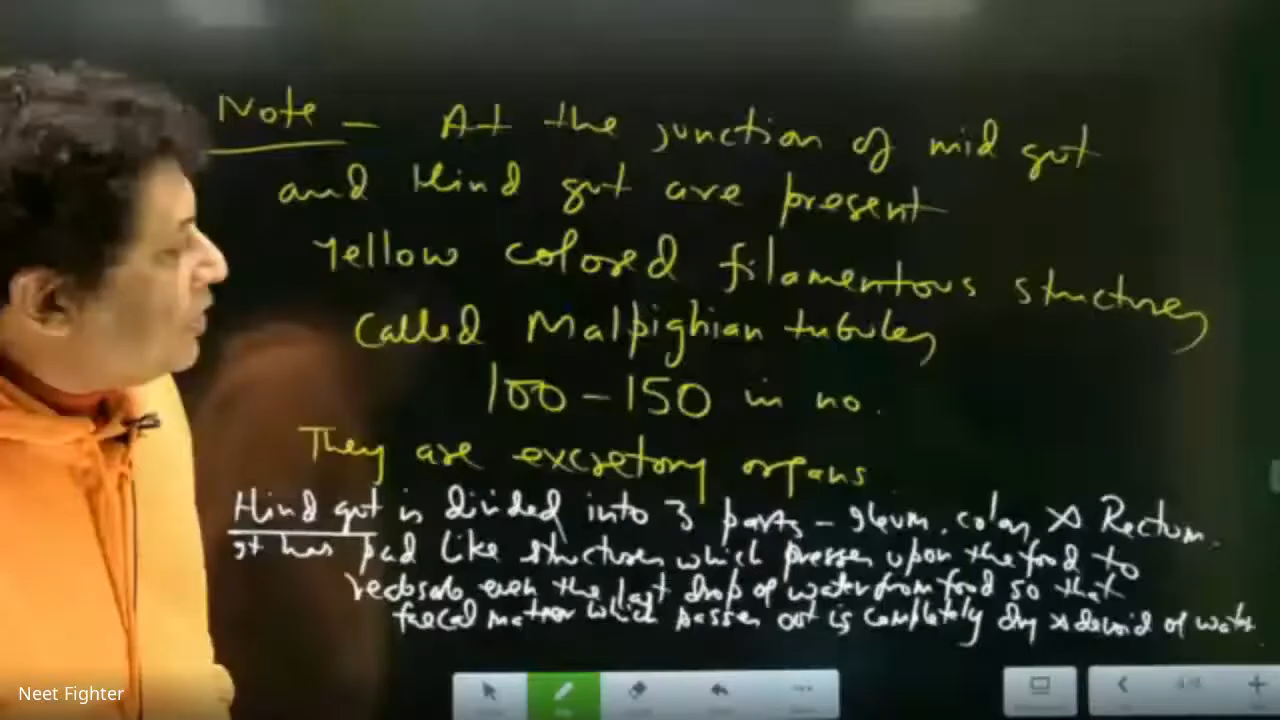 Note - At the junction of mid gut
and Hind gut are present
Yellow colored filamentous structures
Called Malpighian tubules
100-150 in no.
They are excretory organs
Hind gut is divided into 3 parts - Ileum, colon & Rectum.
It has pad like structures which presses upon the food to
reabsorb even the last drop of water from food so that
faecal matter which passes out is completely dry & devoid of water
Neet Fighter